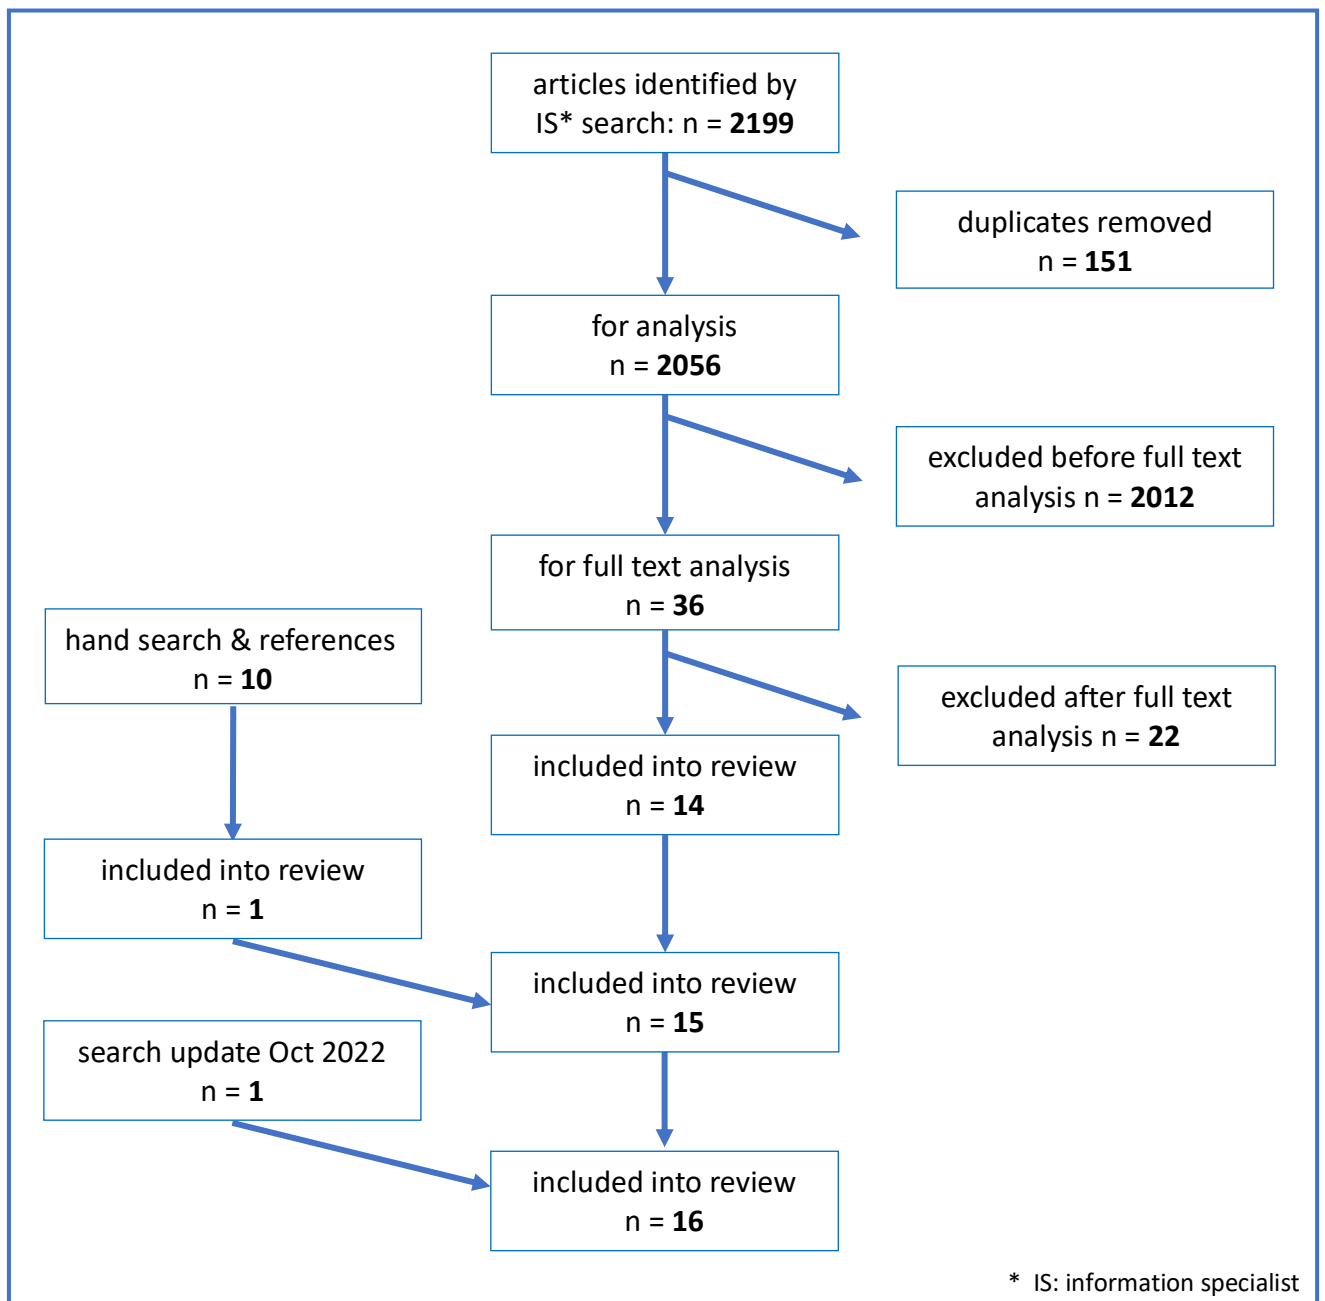 articles identified by
IS* search: n = 2199
duplicates removed
n = 151
for analysis
n = 2056
excluded before full text
analysis n = 2012
for full text analysis
n = 36
hand search & references
n = 10
excluded after full text
analysis n = 22
included into review
n = 14
included into review
n = 1
included into review
n = 15
search update Oct 2022
n = 1
included into review
n = 16
* IS: information specialist